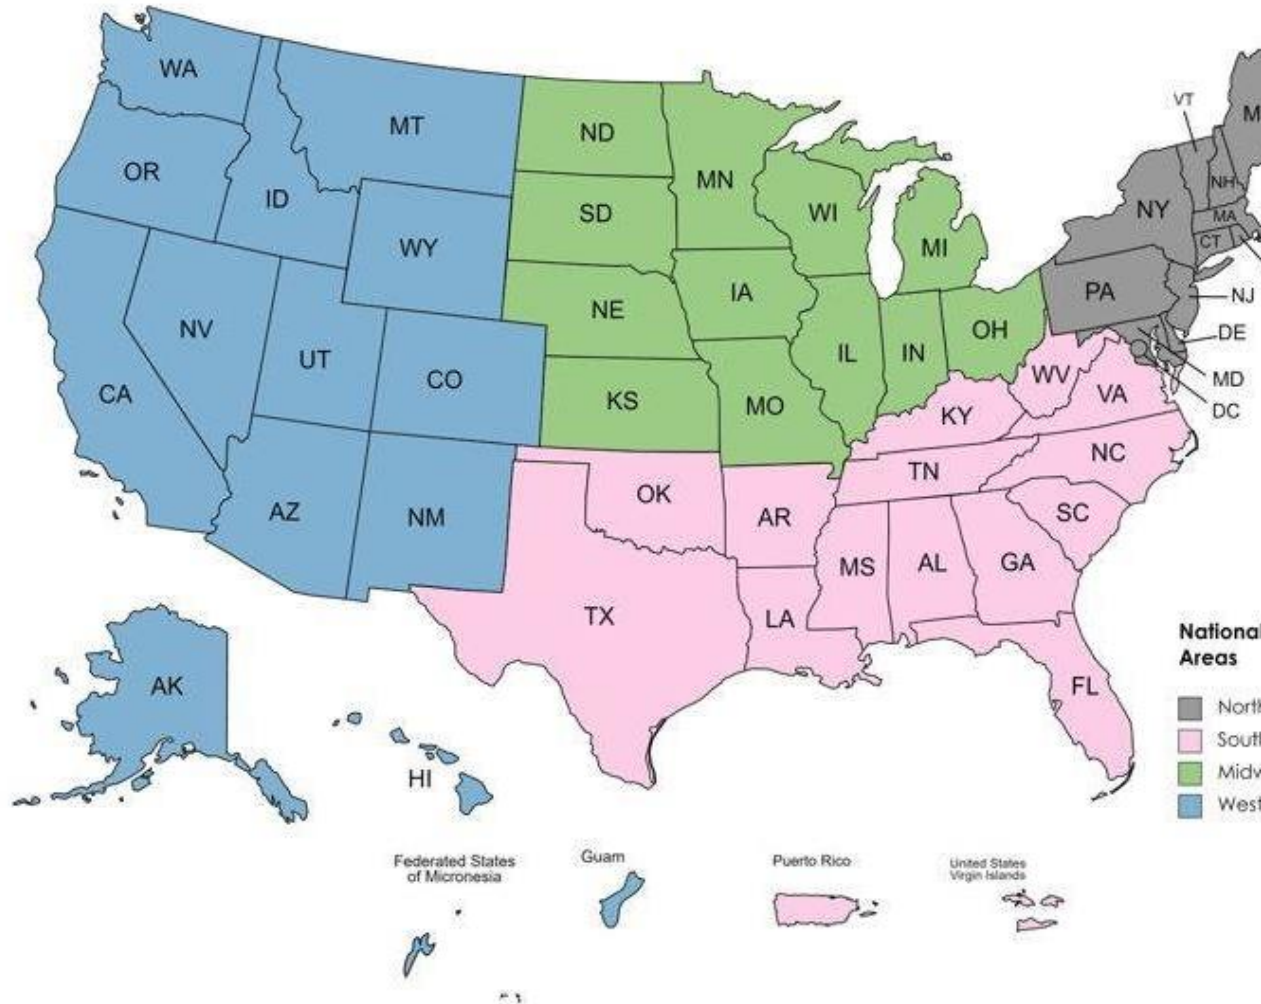 WA
MT
ND
MN
VT
M
OR
ID
SD
WI
NY
NH
MA
WY
MI
CT
NE
IA
PA
NJ
NV
UT
CO
IL
IN
OH
DE
CA
KS
MO
WV
VA
MD
KY
DC
NC
TN
AZ
NM
OK
AR
SC
MS
AL
GA
TX
LA
National
Areas
FL
AK
North
South
Midw
West
HI
Federated States
of Micronesia
Guam
Puerto Rico
United States
Virgin Islands